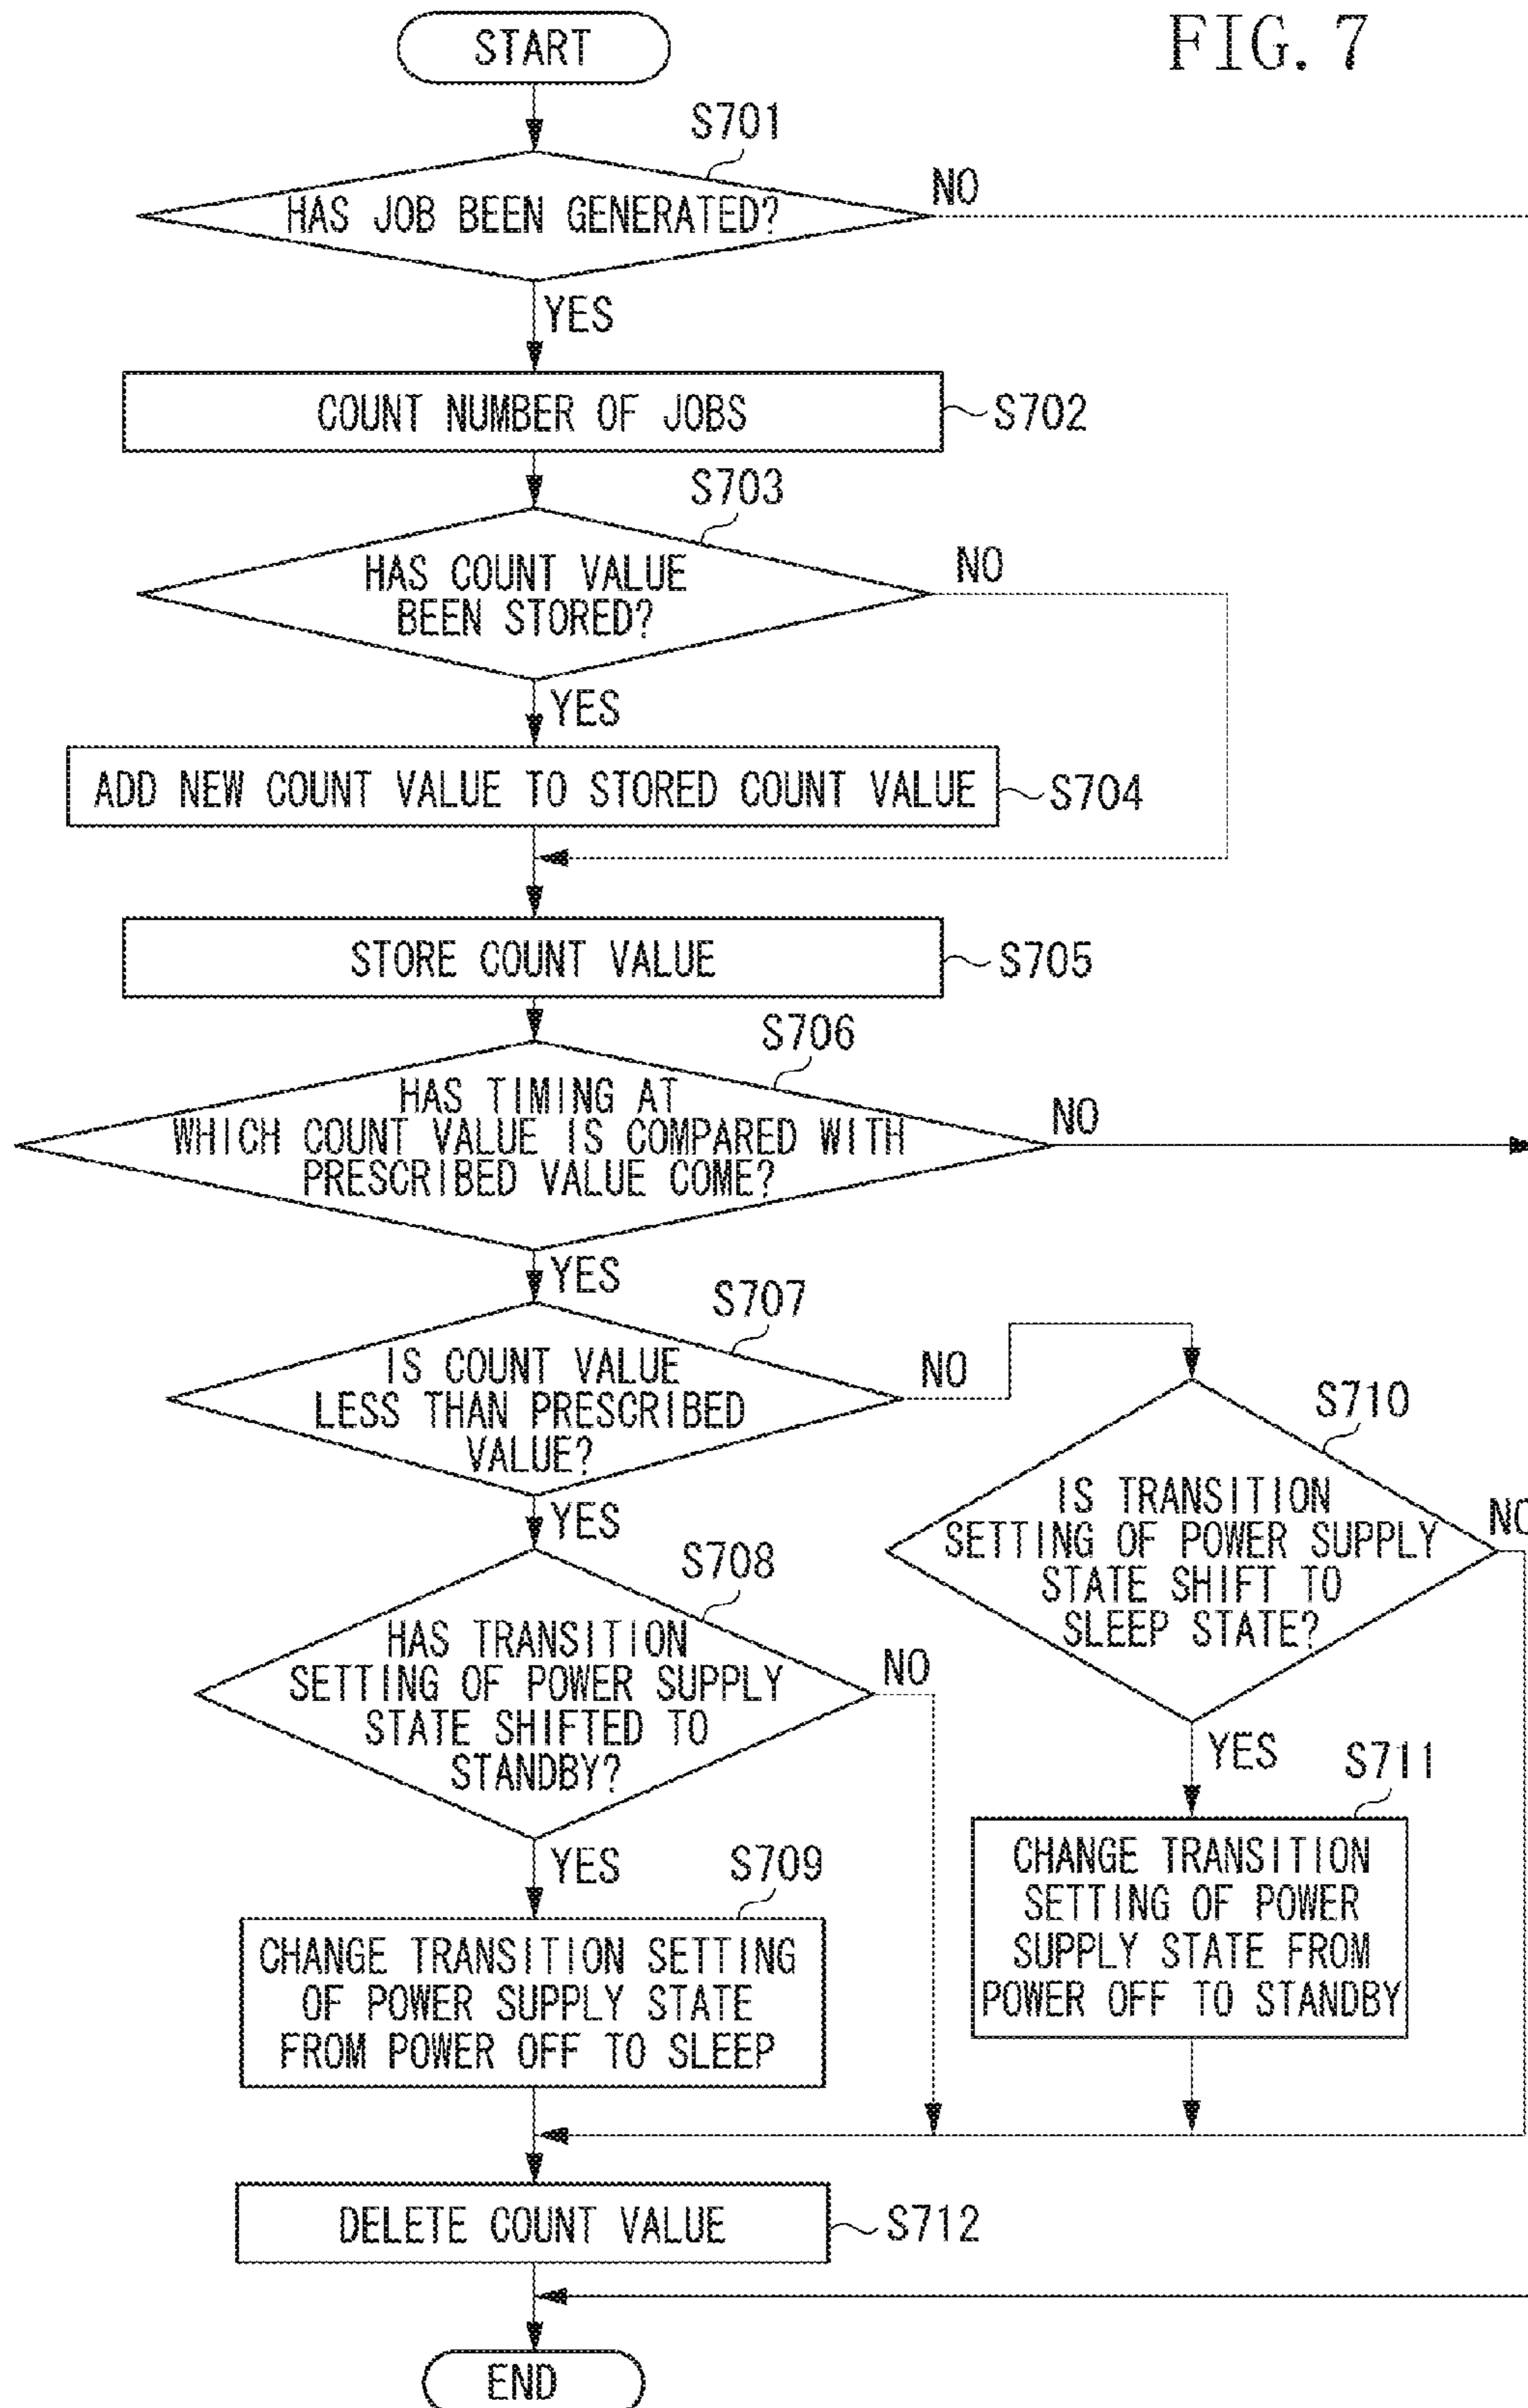 FIG. 7
START
S701
HAS JOB BEEN GENERATED?
NO
YES
COUNT NUMBER OF JOBS
S702
S703
HAS COUNT VALUE
BEEN STORED?
NO
YES
ADD NEW COUNT VALUE TO STORED COUNT VALUE
S704
STORE COUNT VALUE
S705
S706
HAS TIMING AT
WHICH COUNT VALUE IS COMPARED WITH
PRESCRIBED VALUE COME?
NO
YES
S707
IS COUNT VALUE
LESS THAN PRESCRIBED
VALUE?
NO
YES
S710
IS TRANSITION
SETTING OF POWER SUPPLY
STATE SHIFT TO
SLEEP STATE?
NO
YES
S708
HAS TRANSITION
SETTING OF POWER SUPPLY
STATE SHIFTED TO
STANDBY?
NO
YES
S711
CHANGE TRANSITION
SETTING OF POWER
SUPPLY STATE FROM
POWER OFF TO STANDBY
S709
CHANGE TRANSITION SETTING
OF POWER SUPPLY STATE
FROM POWER OFF TO SLEEP
DELETE COUNT VALUE
S712
END